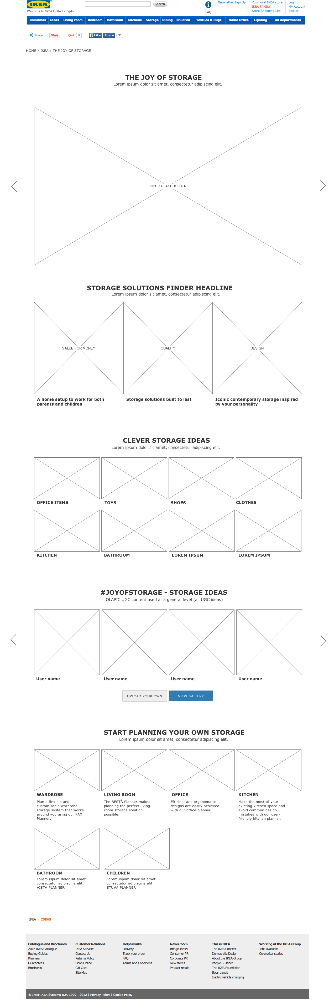 IKEA
®
Welcome to IKEA United Kingdom.
Search
FAQ
Newsletter Sign Up
Your local IKEA store
IKEA FAMILY
Store Shopping List
Login
My Account
Basket
Christmas Ideas Living room Bedroom Bathroom Kitchens Storage Dining Children Textiles & Rugs Home Office Lighting All departments
Share Pin it G+1 0 Like Share 31
HOME / IKEA / THE JOY OF STORAGE
THE JOY OF STORAGE
Lorem ipsum dolor sit amet, consectetur adipiscing elit.
VIDEO PLACEHOLDER
STORAGE SOLUTIONS FINDER HEADLINE
Lorem ipsum dolor sit amet, consectetur adipiscing elit.
VALUE FOR MONEY
QUALITY
DESIGN
A home setup to work for both
parents and children
Storage solutions built to last
Iconic contemporary storage inspired
by your personality
CLEVER STORAGE IDEAS
Lorem ipsum dolor sit amet, consectetur adipiscing elit.
OFFICE ITEMS
TOYS
SHOES
CLOTHES
KITCHEN
BATHROOM
LOREM IPSUM
LOREM IPSUM
#JOYOFSTORAGE - STORAGE IDEAS
OLAPIC UGC content used at a general level (all UGC ideas)
User name
User name
User name
User name
UPLOAD YOUR OWN
VIEW GALLERY
START PLANNING YOUR OWN STORAGE
Lorem ipsum dolor sit amet, consectetur adipiscing elit.
WARDROBE
Plan a flexible and
customisable wardrobe
storage system that works
around you using our PAX
Planner.
LIVING ROOM
The BESTÅ Planner makes
planning the perfect living
room storage solution
possible.
OFFICE
Efficient and ergonomatic
designs are easily achieved
with our office planner.
KITCHEN
Make the most of your
existing kitchen space and
avoid common design
mistakes with our user-
friendly kitchen planner.
BATHROOM
Lorem ispum dolor sit amet,
consectetur adipiscine elit.
VISTA PLANNER
CHILDREN
Lorem ispum dolor sit amet,
consectetur adipiscine elit.
STUVA PLANNER
IKEA / IDEAS
Catalogue and Brochures
2016 IKEA Catalogue
Buying Guides
Planners
Guarantees
Brochures
Customer Relations
IKEA Services
Contact Us
Returns Policy
Shop Online
Gift Card
Site Map
Helpful links
Delivery
Track your order
FAQ
Terms and Conditions
News room
Image library
Consumer PR
Corporate PR
New stores
Product recalls
This is IKEA
The IKEA Concept
Democratic Design
About the IKEA Group
People & Planet
The IKEA Foundation
Solar panels
Electric vehicle charging
Working at the IKEA Group
Jobs available
Co-worker stories
© Inter IKEA Systems B.V. 1999 - 2012 | Privacy Policy | Cookie Policy